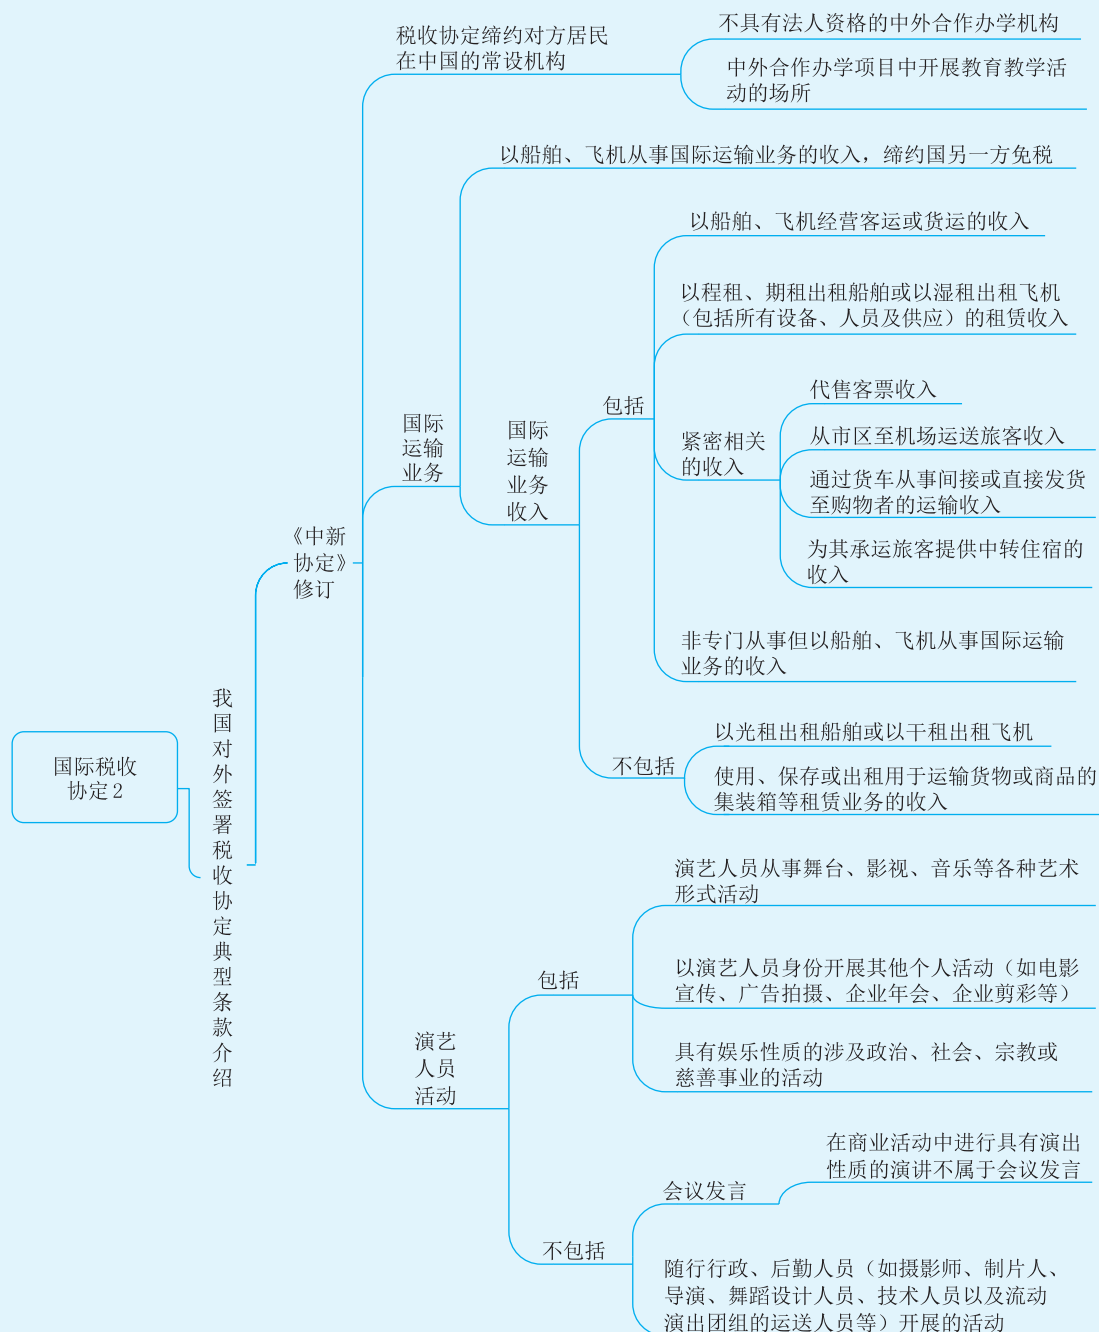 国际税收
协定2
我国对外签署税收协定典型条款介绍
《中新
协定》
修订
税收协定缔约对方居民
在中国的常设机构
不具有法人资格的中外合作办学机构
中外合作办学项目中开展教育教学活
动的场所
国际
运输
业务
以船舶、飞机从事国际运输业务的收入，缔约国另一方免税
国际
运输
业务
收入
包括
以船舶、飞机经营客运或货运的收入
以程租、期租出租船舶或以湿租出租飞机
（包括所有设备、人员及供应）的租赁收入
紧密相关
的收入
代售客票收入
从市区至机场运送旅客收入
通过货车从事间接或直接发货
至购物者的运输收入
为其承运旅客提供中转住宿的
收入
非专门从事但以船舶、飞机从事国际运输
业务的收入
不包括
以光租出租船舶或以干租出租飞机
使用、保存或出租用于运输货物或商品的
集装箱等租赁业务的收入
演艺
人员
活动
包括
演艺人员从事舞台、影视、音乐等各种艺术
形式活动
以演艺人员身份开展其他个人活动（如电影
宣传、广告拍摄、企业年会、企业剪彩等）
具有娱乐性质的涉及政治、社会、宗教或
慈善事业的活动
不包括
会议发言
在商业活动中进行具有演出
性质的演讲不属于会议发言
随行行政、后勤人员（如摄影师、制片人、
导演、舞蹈设计人员、技术人员以及流动
演出团组的运送人员等）开展的活动